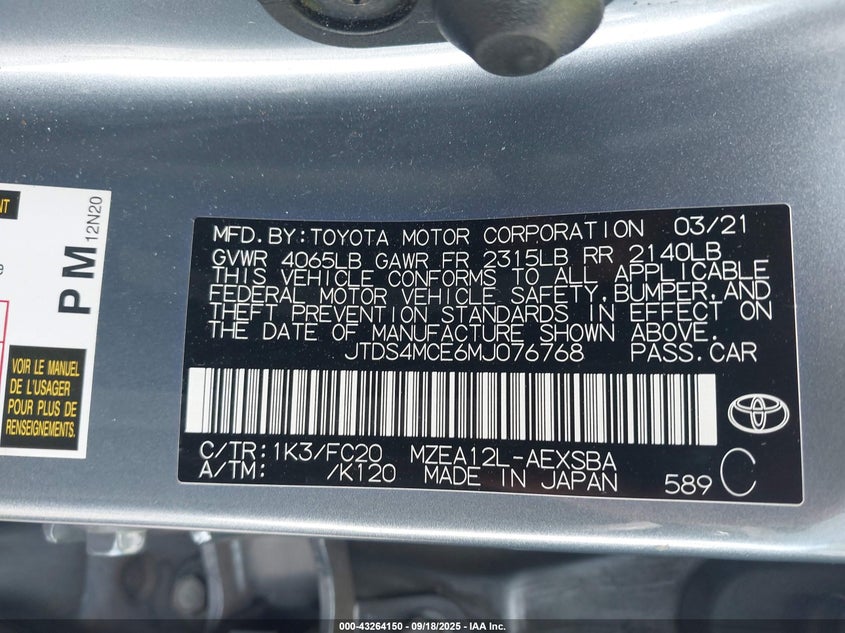 MFD.BY:TOYOTA MOTOR CORPORATION 03/21
GVWR 4065LB GAWR FR 2315LB RR 2140LB
THIS VEHICLE CONFORMS TO ALL APPLICABLE
FEDERAL MOTOR VEHICLE SAFETY,BUMPER,AND
THEFT PREVENTION STANDARDS IN EFFECT ON
THE DATE OF MANUFACTURE SHOWN ABOVE.
JTDS4MCE6MJ076768 PASS.CAR
C/TR:1K3/FC20 MZEA12L-AEXSBA
A/TM: /K120 MADE IN JAPAN 589 C
PM 12N20
VOIR LE MANUEL
DE L'USAGER
POUR PLUS DE
RENSEIGNEMENTS.
000-43264150 - 09/18/2025 - IAA Inc.